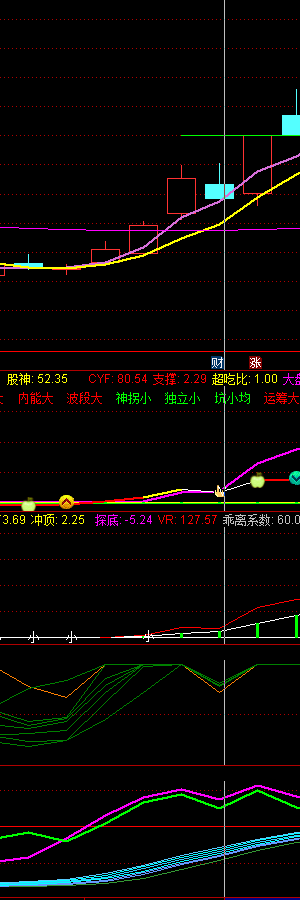 财 涨
股神: 52.35 CYF: 80.54 支撑: 2.29 超吃比: 1.00 大盘
大 内能大 波段大 神拐小 独立小 坑小均 运筹大
73.69 冲顶: 2.25 探底: -5.24 VR: 127.57 乖离系数: 60.0
小 小 小